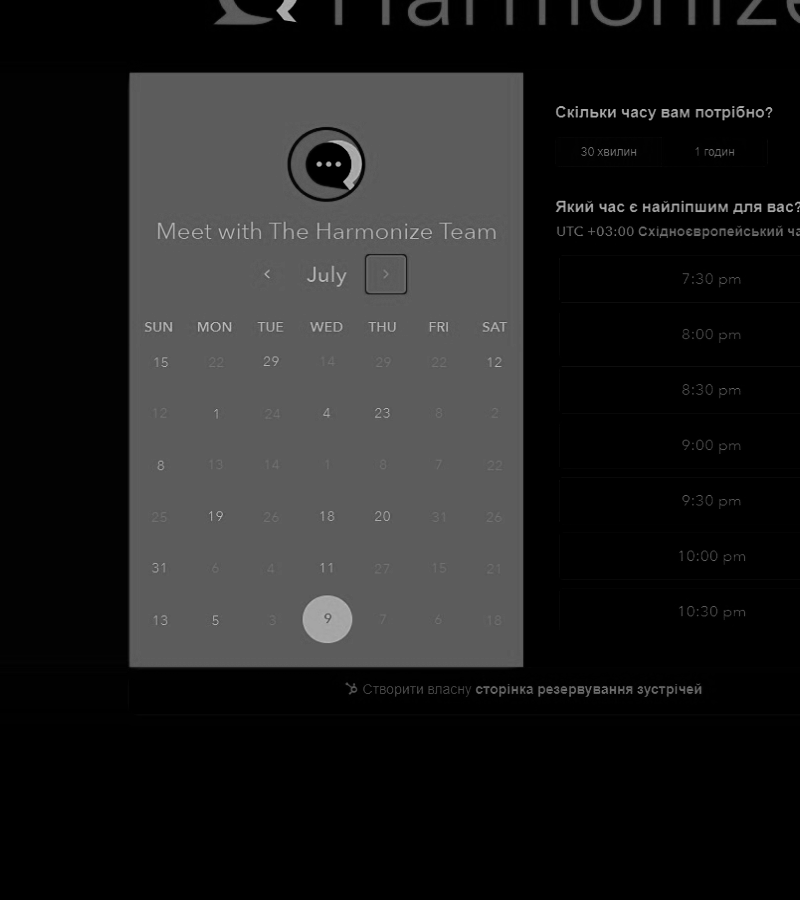 Harmonize
Meet with The Harmonize Team
July
SUN MON TUE WED THU FRI SAT
15 22 29 14 29 22 12
12 1 24 4 23 8 2
8 13 14 1 8 7 22
25 19 26 18 20 31 26
31 6 4 11 27 15 21
13 5 3 9 7 6 18
Скільки часу вам потрібно?
30 хвилин 1 годин
Який час є найліпшим для вас?
UTC +03:00 Східноєвропейський ча
7:30 pm
8:00 pm
8:30 pm
9:00 pm
9:30 pm
10:00 pm
10:30 pm
Створити власну сторінка резервування зустрічей